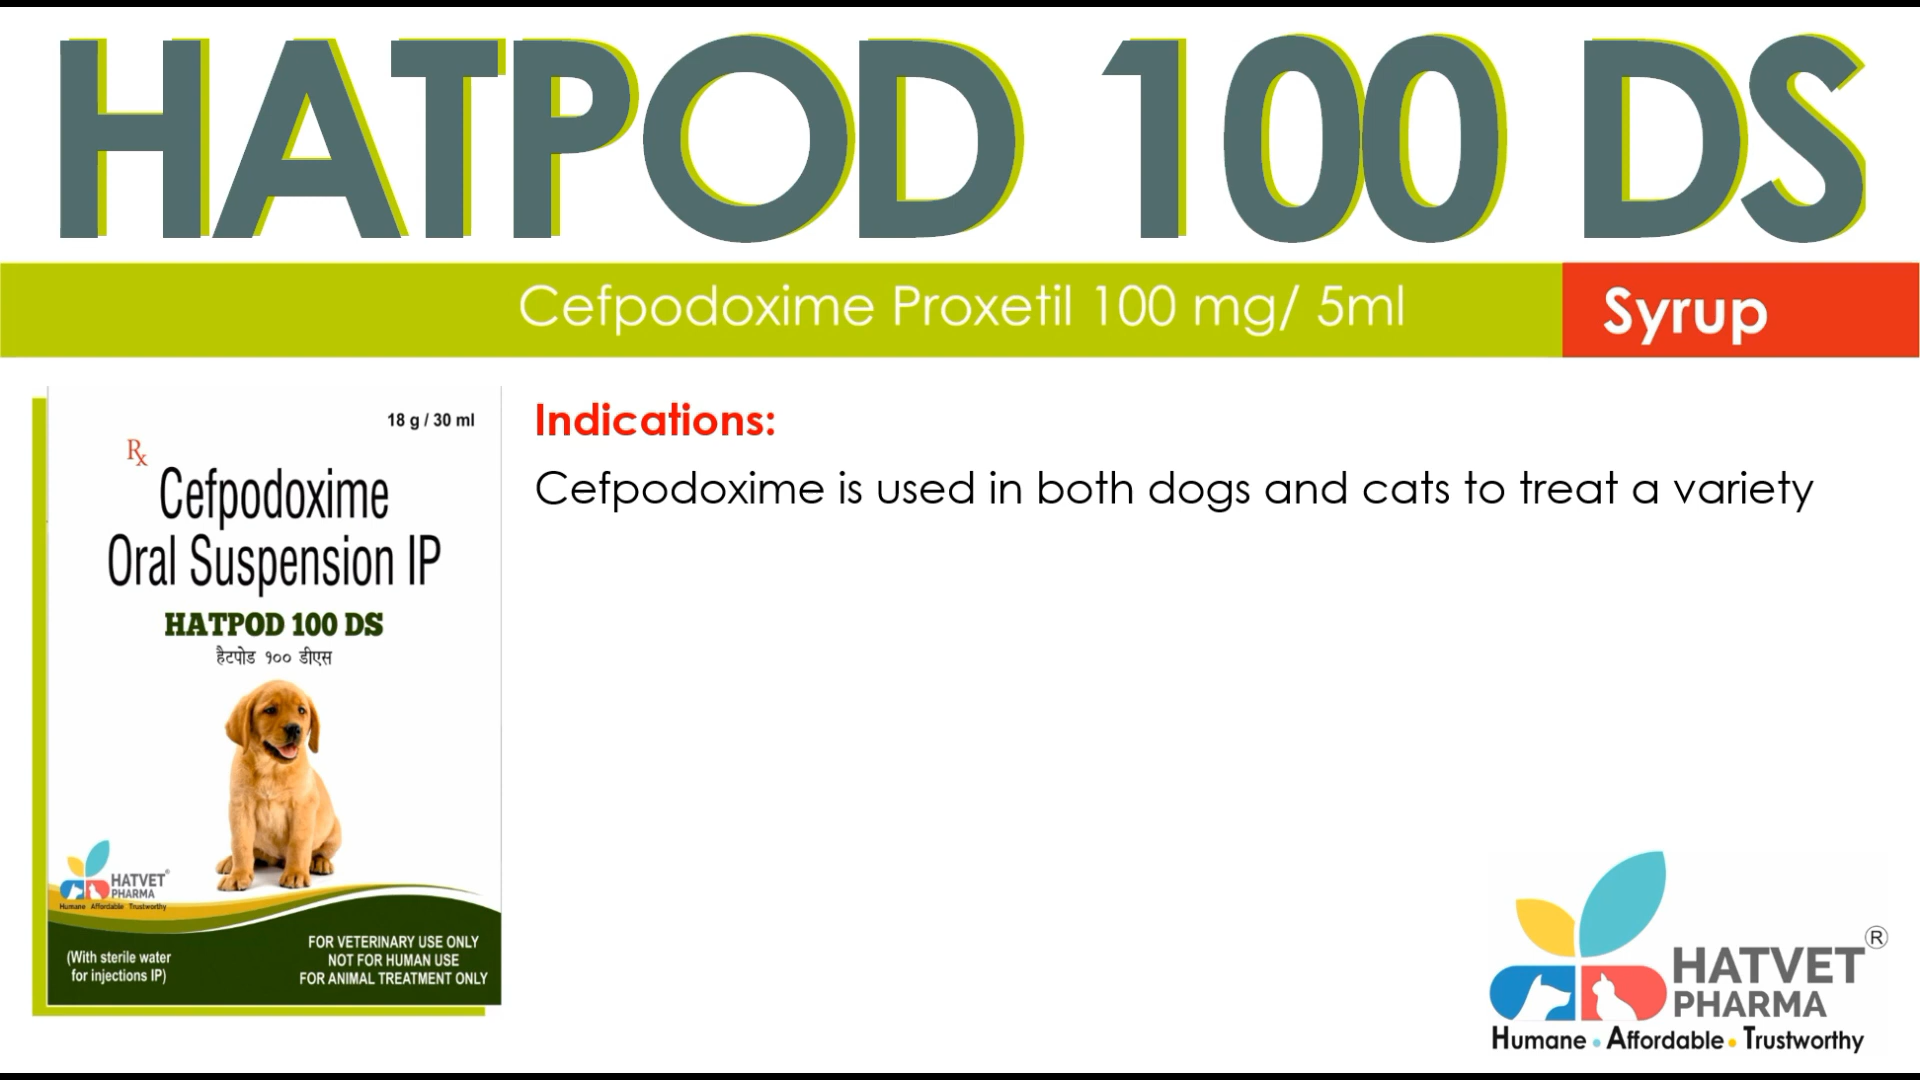 HATPOD 100 DS
Cefpodoxime Proxetil 100 mg/ 5ml
Syrup
18 g / 30 ml
Rx
Cefpodoxime
Oral Suspension IP
HATPOD 100 DS
हैटपोड १०० डीएस
HATVET®
PHARMA
Humane Affordable Trustworthy
(With sterile water
for injections IP)
FOR VETERINARY USE ONLY
NOT FOR HUMAN USE
FOR ANIMAL TREATMENT ONLY
Indications:
Cefpodoxime is used in both dogs and cats to treat a variety
HATVET®
PHARMA
Humane • Affordable • Trustworthy